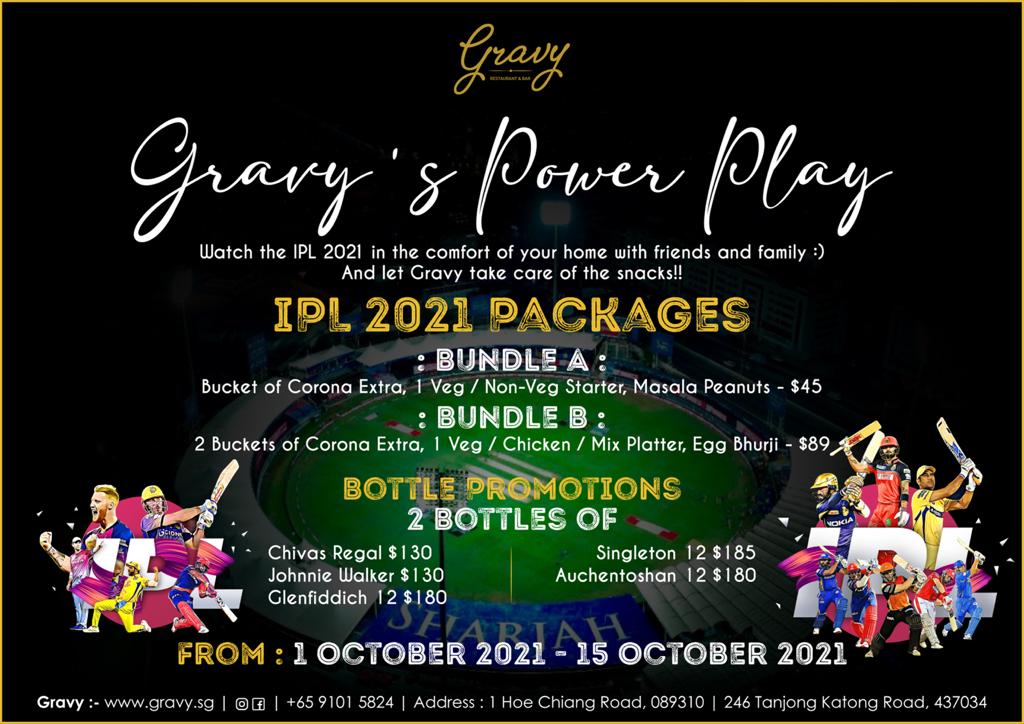 Gravy
RESTAURANT & BAR
Gravy's Power Play
Watch the IPL 2021 in the comfort of your home with friends and family :)
And let Gravy take care of the snacks!!
IPL 2021 PACKAGES
: BUNDLE A :
Bucket of Corona Extra, 1 Veg / Non-Veg Starter, Masala Peanuts - $45
: BUNDLE B :
2 Buckets of Corona Extra, 1 Veg / Chicken / Mix Platter, Egg Bhurji - $89
BOTTLE PROMOTIONS
2 BOTTLES OF
Chivas Regal $130
Johnnie Walker $130
Glenfiddich 12 $180
Singleton 12 $185
Auchentoshan 12 $180
NOKIA
IPL
SHARJAH
FROM : 1 OCTOBER 2021 - 15 OCTOBER 2021
Gravy :- www.gravy.sg | | +65 9101 5824 | Address : 1 Hoe Chiang Road, 089310 | 246 Tanjong Katong Road, 437034